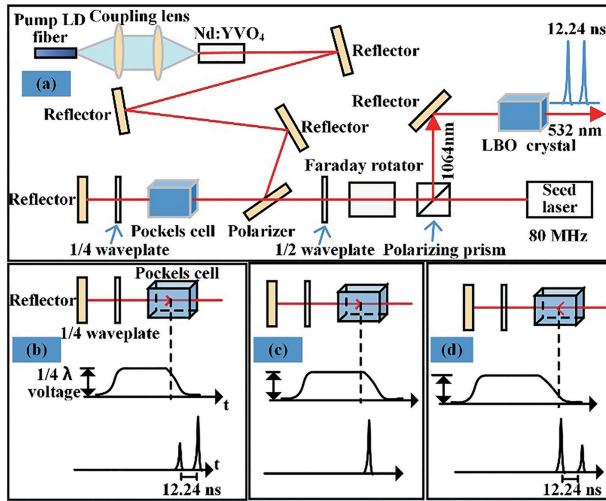 Pump LD
fiber
Coupling lens
Nd:YVO4
Reflector
12.24 ns
(a)
Reflector
Reflector
Reflector
1064nm
LBO crystal
532 nm
Faraday rotator
Reflector
Pockels cell
Polarizer
Seed
laser
1/4 waveplate
1/2 waveplate
Polarizing prism
80 MHz
Pockels cell
Reflector
1/4 waveplate
(b)
(c)
(d)
1/4 λ
voltage
t
t
12.24 ns
12.24 ns